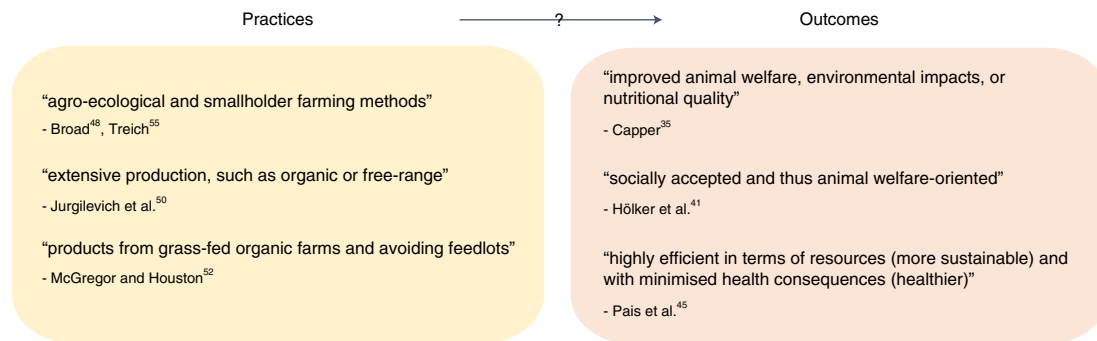 Practices
?
Outcomes
“agro-ecological and smallholder farming methods”
- Broad48, Treich55
“extensive production, such as organic or free-range”
- Jurgilevich et al.50
“products from grass-fed organic farms and avoiding feedlots”
- McGregor and Houston52
“improved animal welfare, environmental impacts, or
nutritional quality”
- Capper35
“socially accepted and thus animal welfare-oriented”
- Hölker et al.41
“highly efficient in terms of resources (more sustainable) and
with minimised health consequences (healthier)”
- Pais et al.45